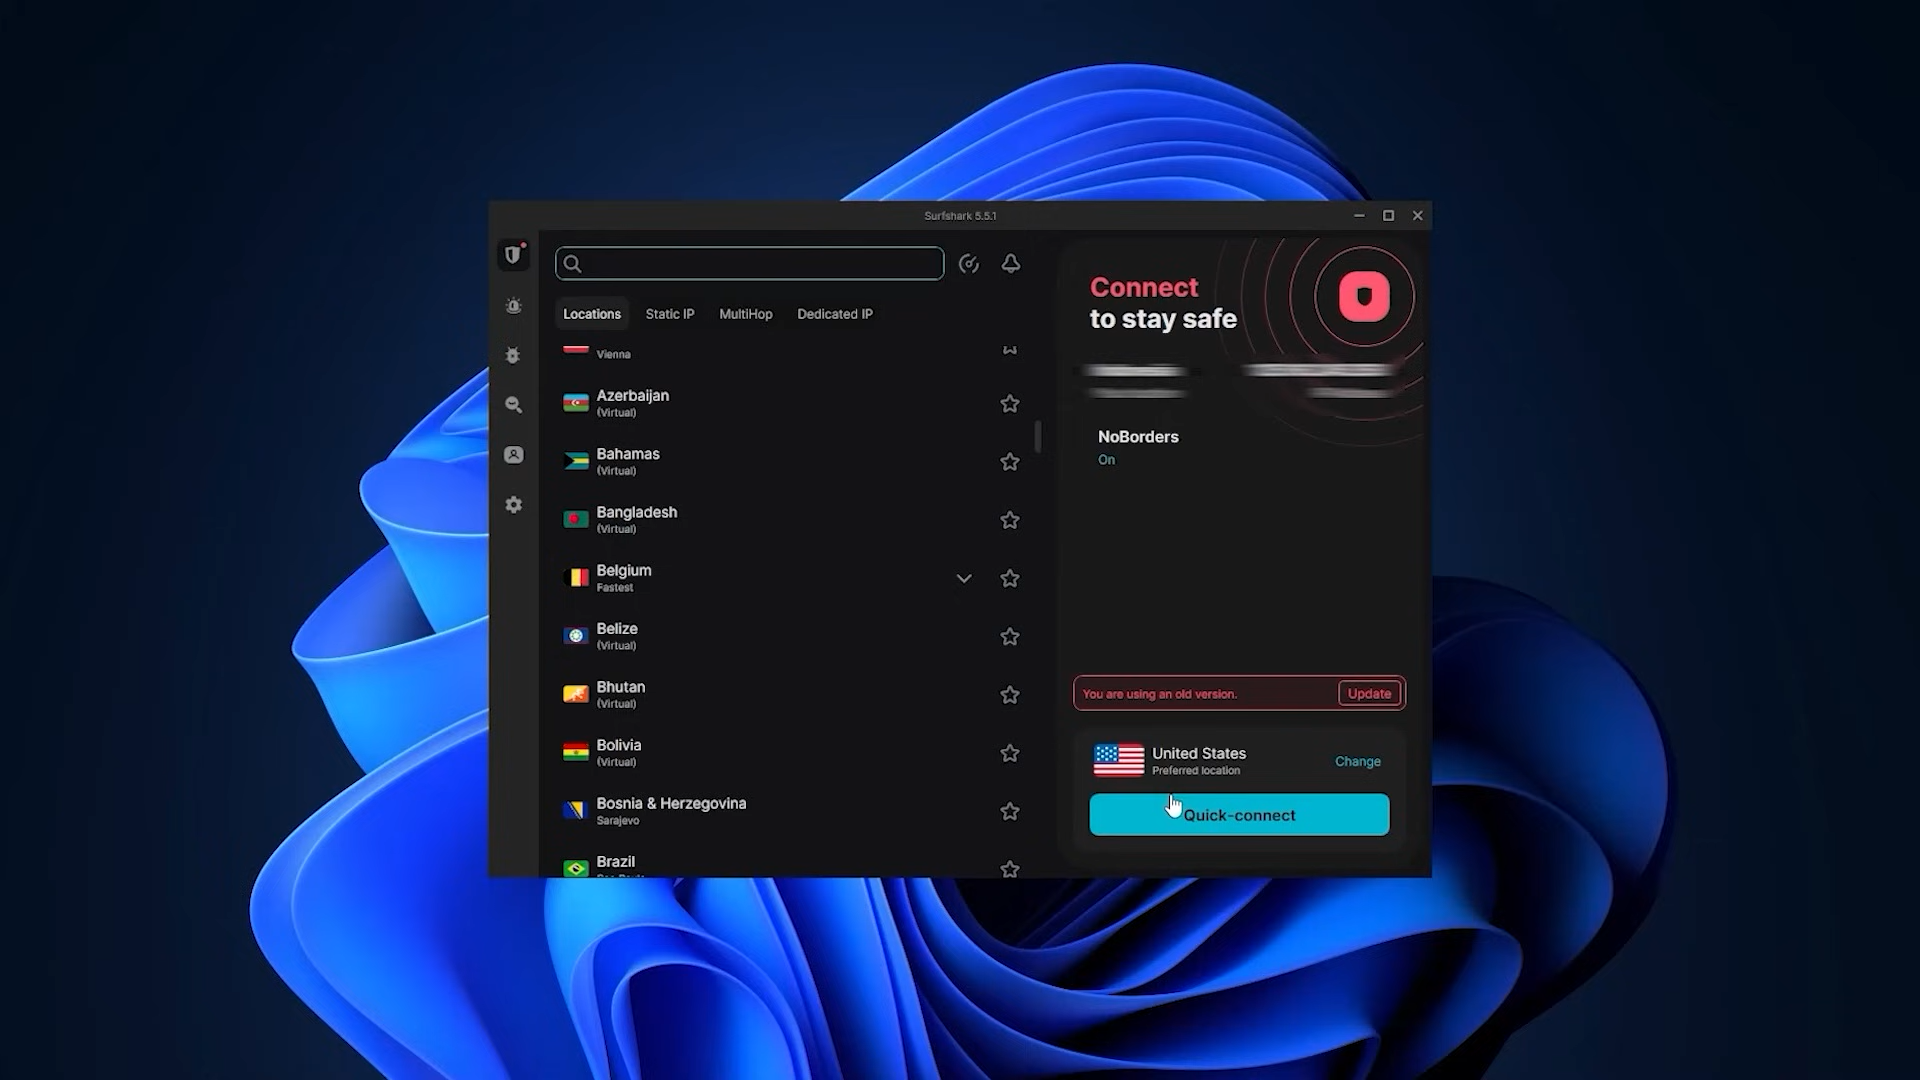 Surfshark 5.5.1
Locations
Static IP
MultiHop
Dedicated IP
Vienna
Azerbaijan
(Virtual)
Bahamas
(Virtual)
Bangladesh
(Virtual)
Belgium
Fastest
Belize
(Virtual)
Bhutan
(Virtual)
Bolivia
(Virtual)
Bosnia & Herzegovina
Sarajevo
Brazil
Connect
to stay safe
NoBorders
On
You are using an old version.
Update
United States
Preferred location
Change
Quick-connect